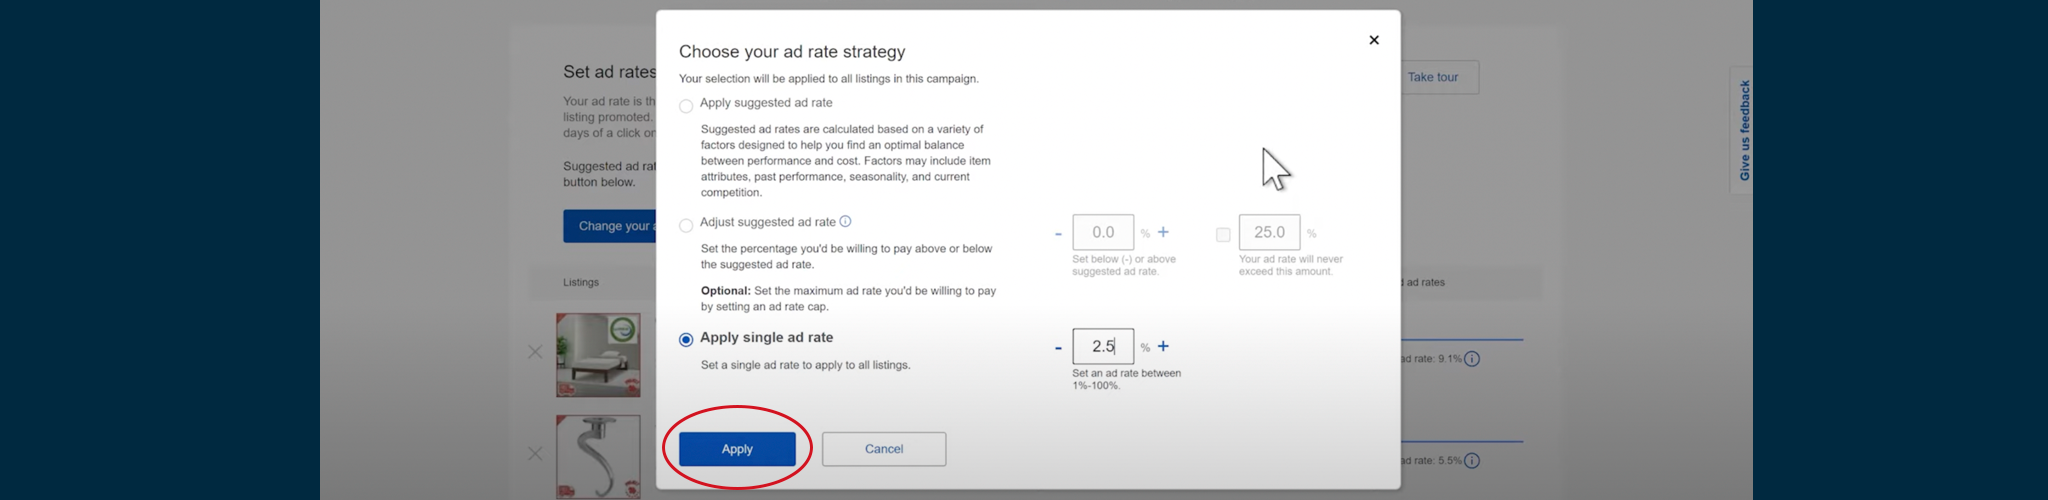 Choose your ad rate strategy
Your selection will be applied to all listings in this campaign.
Apply suggested ad rate
Suggested ad rates are calculated based on a variety of
factors designed to help you find an optimal balance
between performance and cost. Factors may include item
attributes, past performance, seasonality, and current
competition.
Adjust suggested ad rate
Set the percentage you'd be willing to pay above or below
the suggested ad rate.
Optional: Set the maximum ad rate you'd be willing to pay
by setting an ad rate cap.
- 0.0 % +
Set below (-) or above
suggested ad rate.
25.0 %
Your ad rate will never
exceed this amount.
Apply single ad rate
Set a single ad rate to apply to all listings.
- 2.5 % +
Set an ad rate between
1%-100%.
Apply
Cancel
Set ad rates
Your ad rate is th
listing promoted.
days of a click on
Suggested ad rat
button below.
Change your a
Listings
Take tour
Give us feedback
d ad rates
ad rate: 9.1%
ad rate: 5.5%